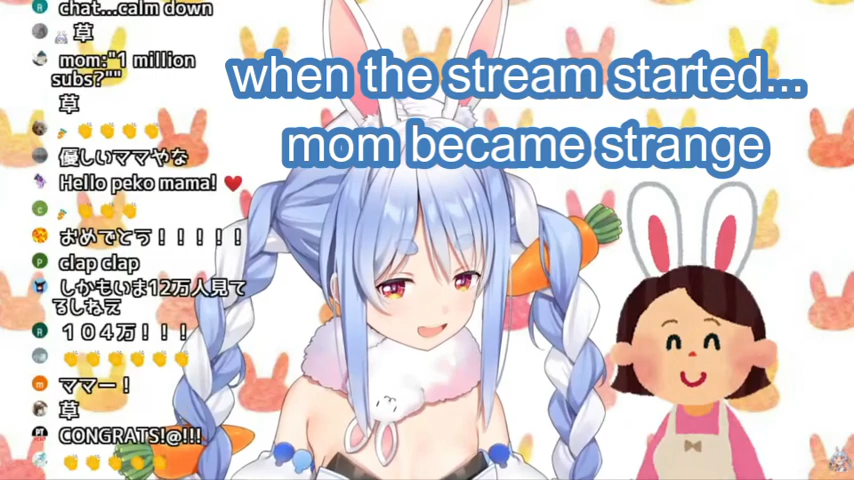 chat...calm down
草
mom:"1 million
subs?""
草
優しいママやな
Hello peko mama!
おめでとう！！！！！
clap clap
しかもいま12万人見て
るしねえ
１０４万！！！
ママー！
草
CONGRATS!@!!!
when the stream started...
mom became strange